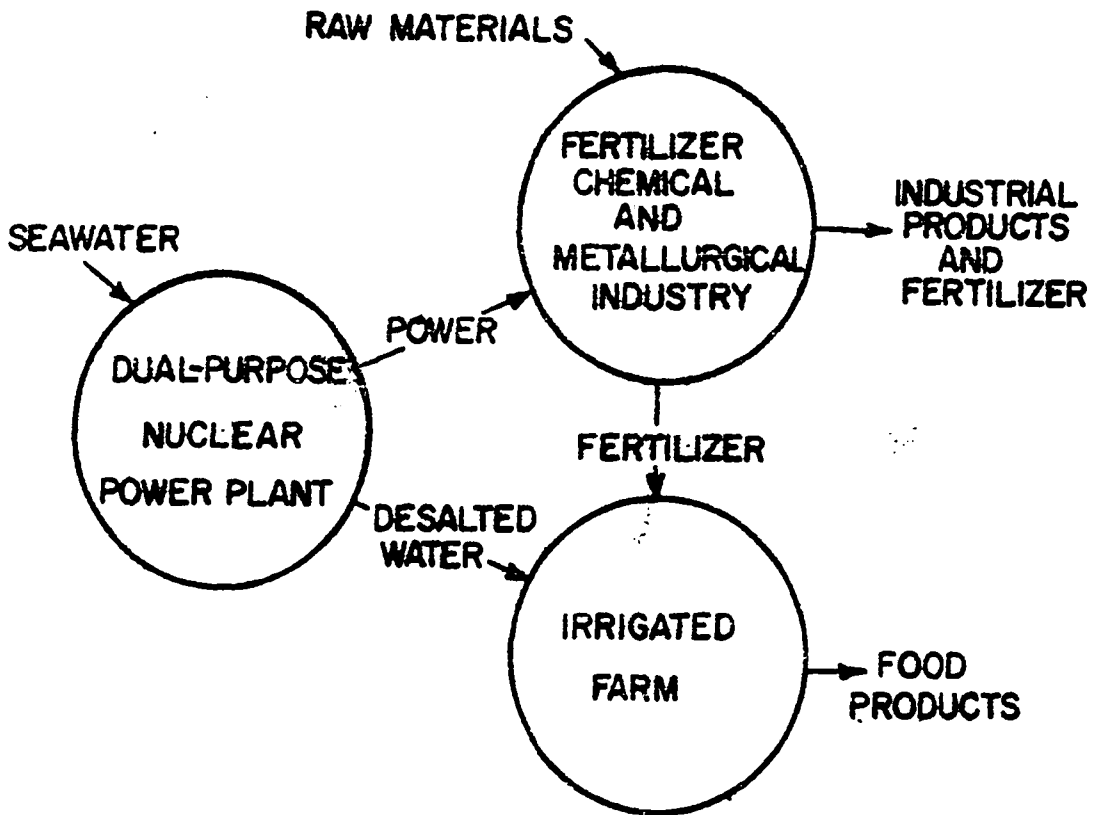 RAW MATERIALS
FERTILIZER
CHEMICAL
AND
METALLURGICAL
INDUSTRY
INDUSTRIAL
PRODUCTS
AND
FERTILIZER
SEAWATER
POWER
DUAL-PURPOSE
NUCLEAR
POWER PLANT
FERTILIZER
DESALTED
WATER
IRRIGATED
FARM
FOOD
PRODUCTS